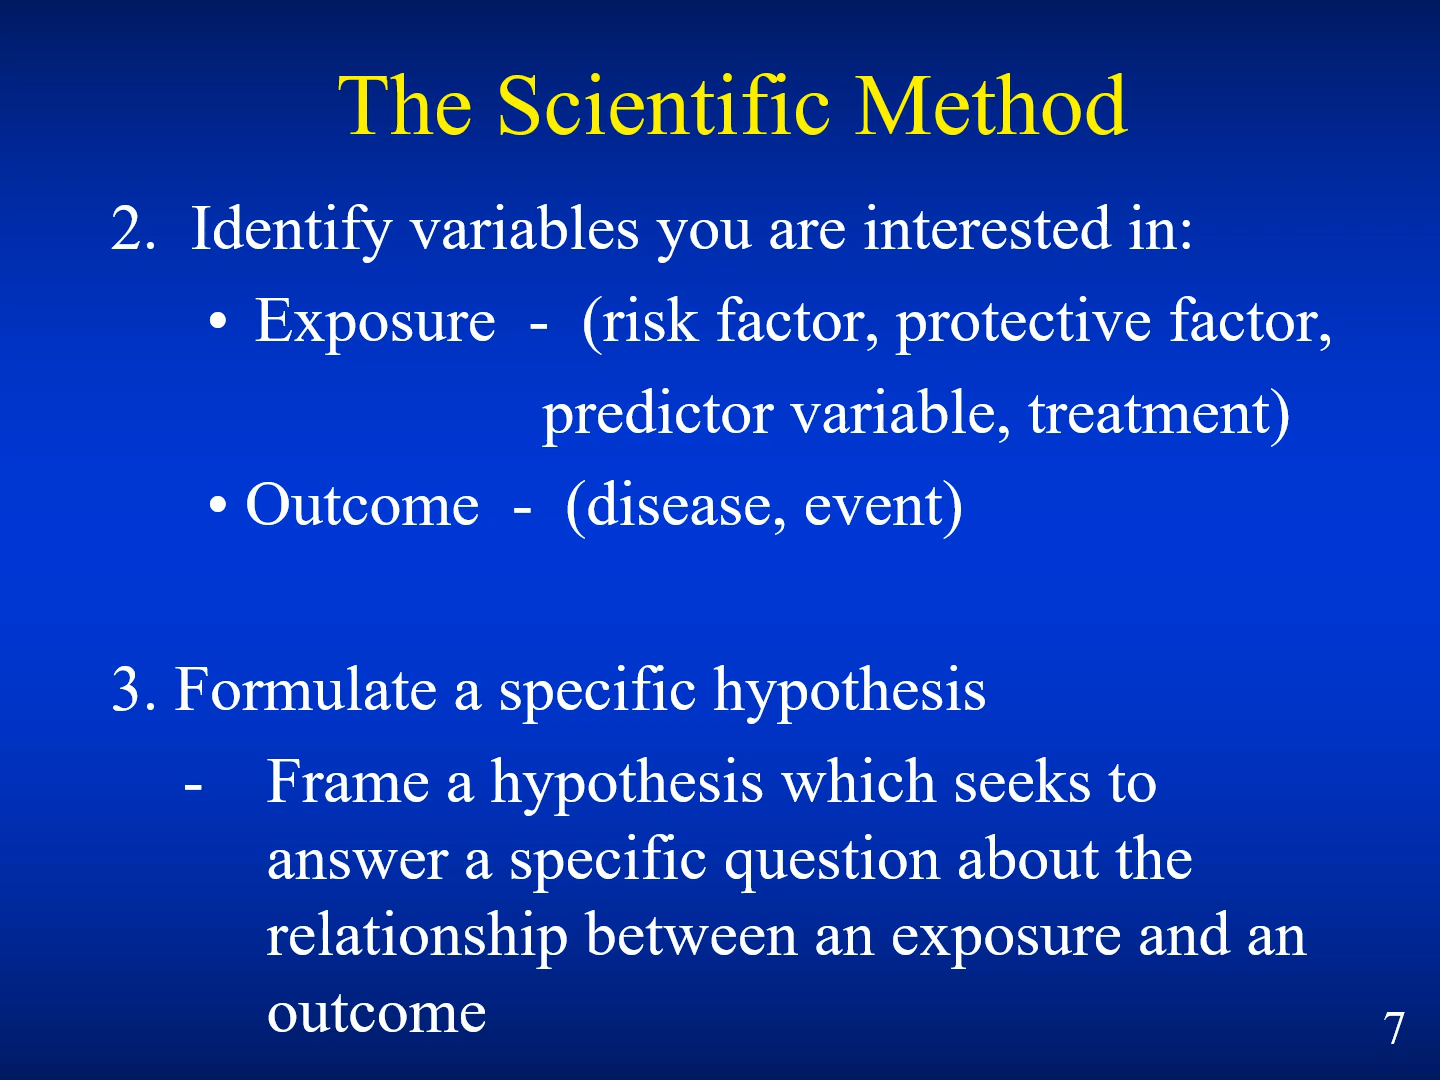 The Scientific Method
2. Identify variables you are interested in:
• Exposure - (risk factor, protective factor,
predictor variable, treatment)
• Outcome - (disease, event)
3. Formulate a specific hypothesis
- Frame a hypothesis which seeks to
answer a specific question about the
relationship between an exposure and an
outcome
7